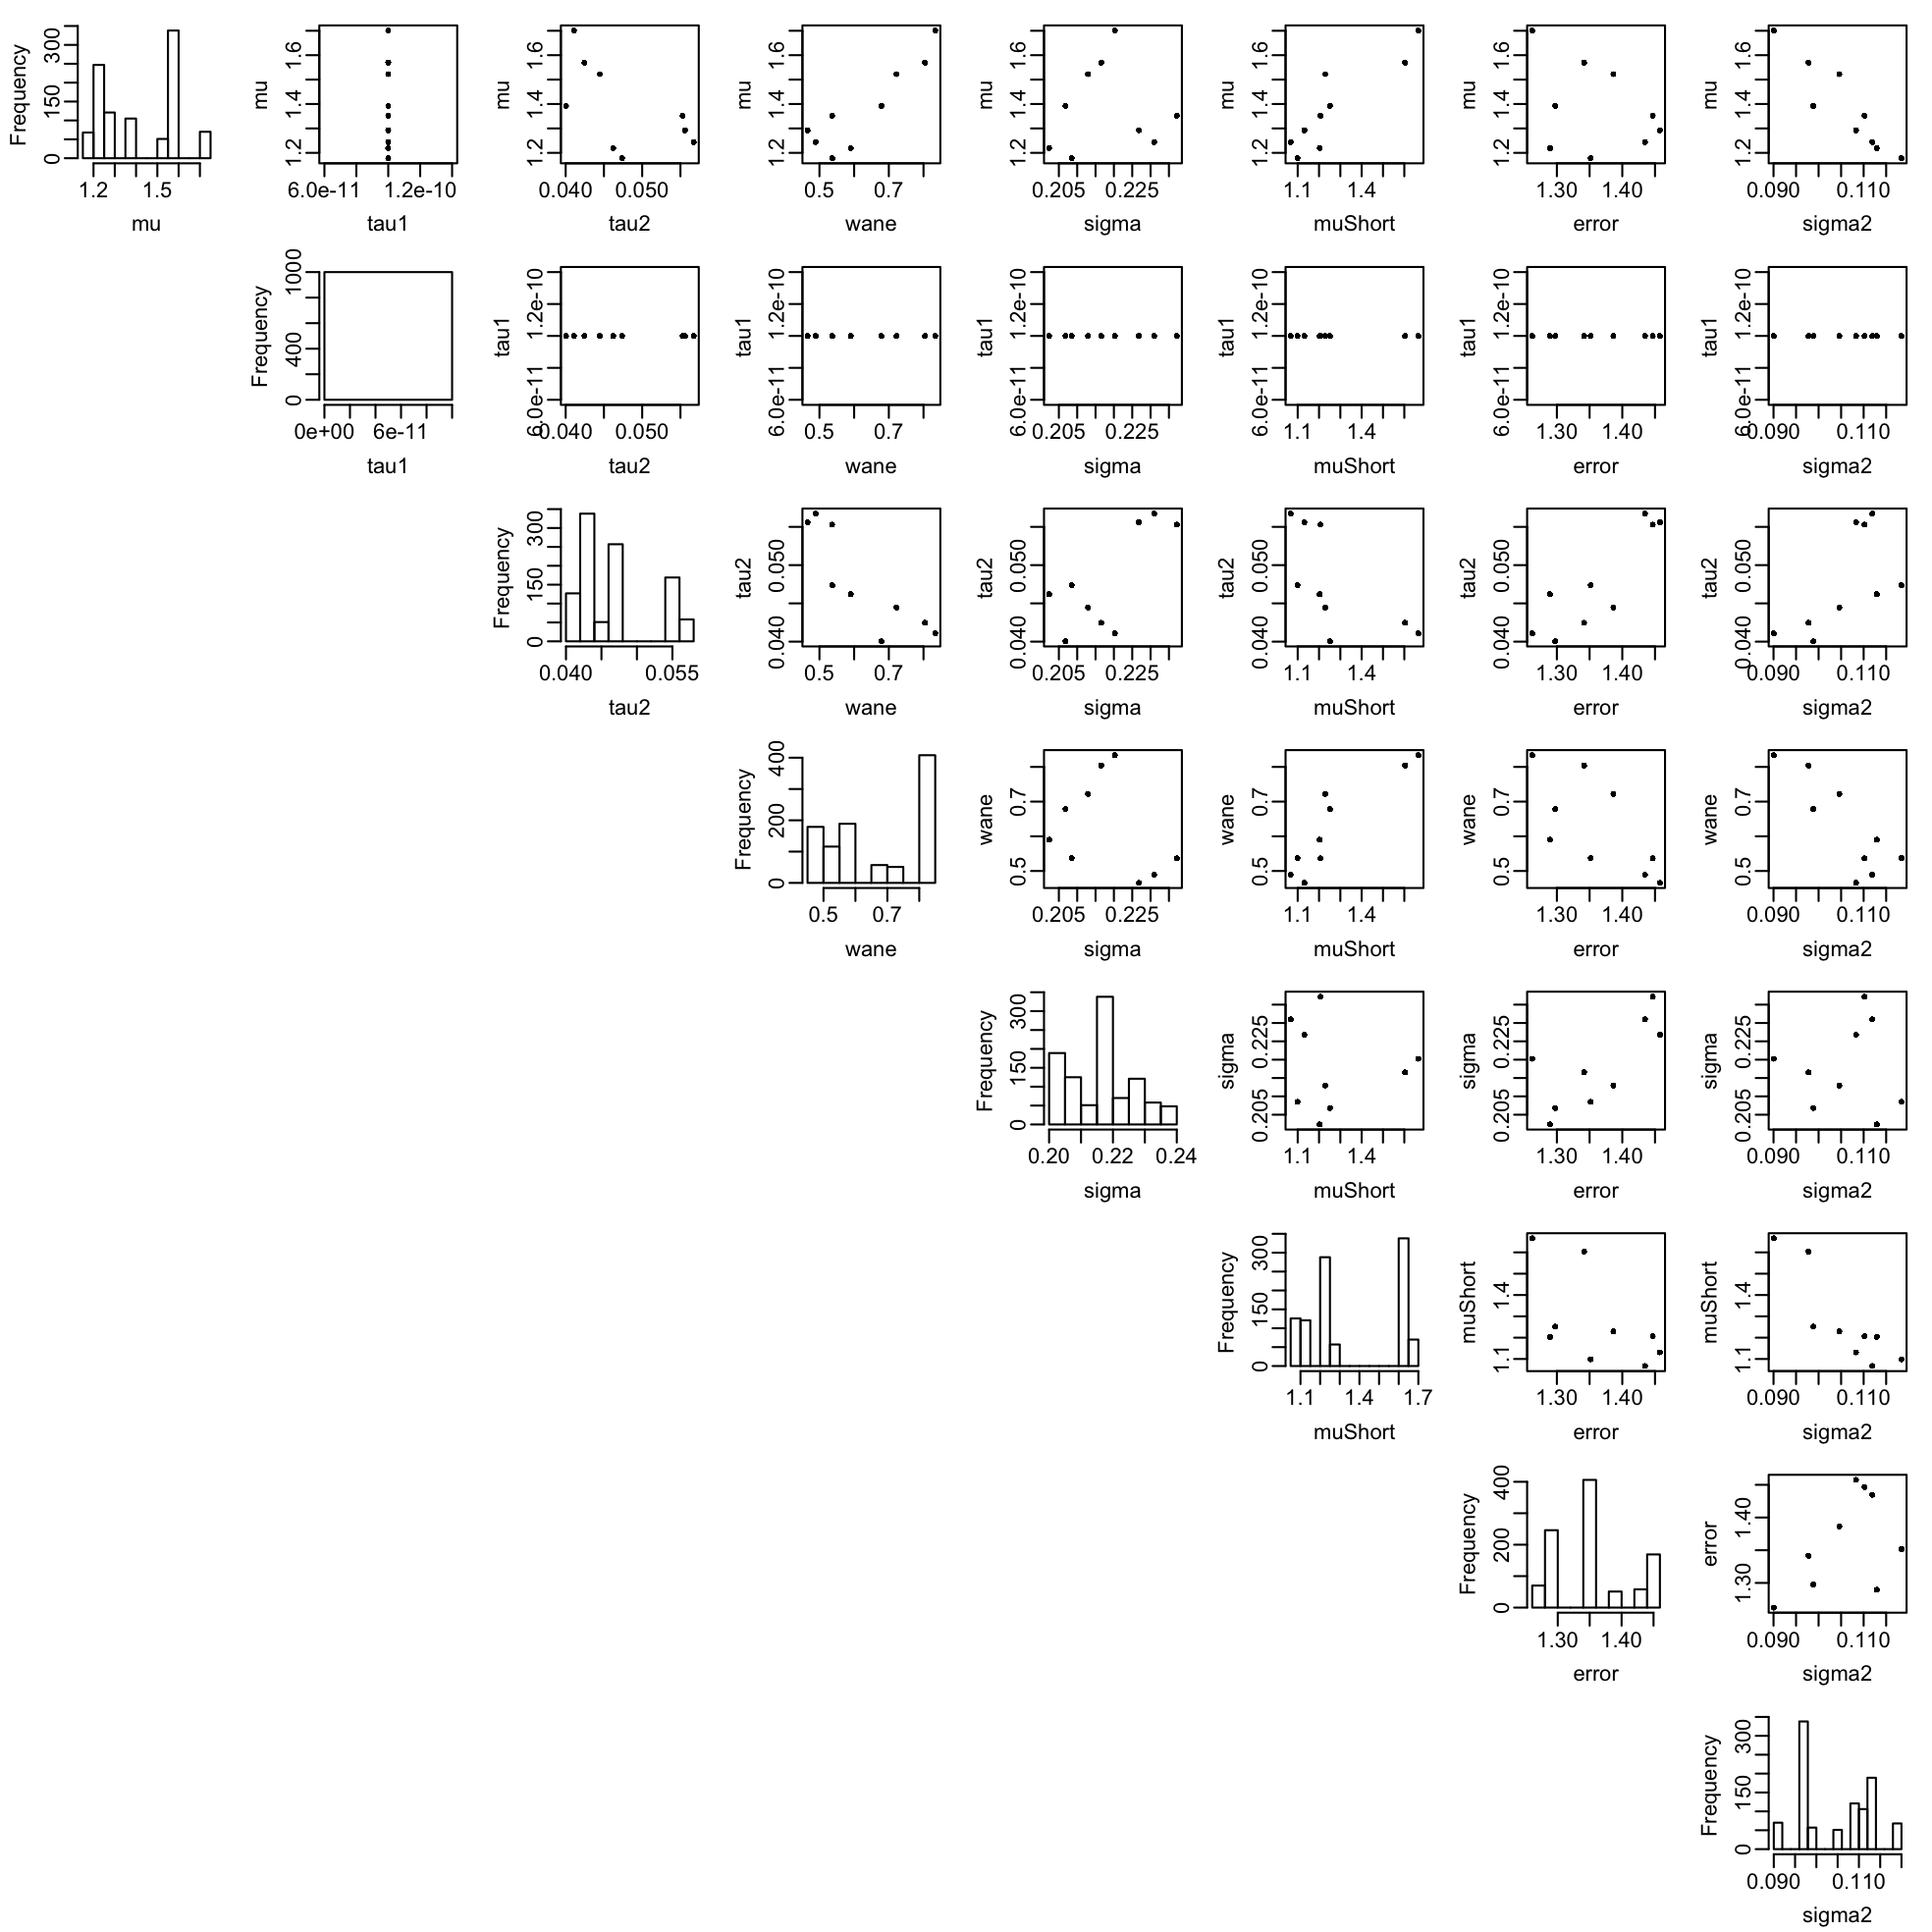 Frequency
0 150 300
1.2 1.5
mu
mu
1.2 1.4 1.6
6.0e-11 1.2e-10
tau1
mu
1.2 1.4 1.6
0.040 0.050
tau2
mu
1.2 1.4 1.6
0.5 0.7
wane
mu
1.2 1.4 1.6
0.205 0.225
sigma
mu
1.2 1.4 1.6
1.1 1.4
muShort
mu
1.2 1.4 1.6
1.30 1.40
error
mu
1.2 1.4 1.6
0.090 0.110
sigma2
Frequency
0 400 1000
0e+00 6e-11
tau1
tau1
6.0e-11 1.2e-10
0.040 0.050
tau2
tau1
6.0e-11 1.2e-10
0.5 0.7
wane
tau1
6.0e-11 1.2e-10
0.205 0.225
sigma
tau1
6.0e-11 1.2e-10
1.1 1.4
muShort
tau1
6.0e-11 1.2e-10
1.30 1.40
error
tau1
6.0e-11 1.2e-10
0.090 0.110
sigma2
Frequency
0 150 300
0.040 0.055
tau2
tau2
0.040 0.050
0.5 0.7
wane
tau2
0.040 0.050
0.205 0.225
sigma
tau2
0.040 0.050
1.1 1.4
muShort
tau2
0.040 0.050
1.30 1.40
error
tau2
0.040 0.050
0.090 0.110
sigma2
Frequency
0 200 400
0.5 0.7
wane
wane
0.5 0.7
0.205 0.225
sigma
wane
0.5 0.7
1.1 1.4
muShort
wane
0.5 0.7
1.30 1.40
error
wane
0.5 0.7
0.090 0.110
sigma2
Frequency
0 150 300
0.20 0.22 0.24
sigma
sigma
0.205 0.225
1.1 1.4
muShort
sigma
0.205 0.225
1.30 1.40
error
sigma
0.205 0.225
0.090 0.110
sigma2
Frequency
0 150 300
1.1 1.4 1.7
muShort
muShort
1.1 1.4
1.30 1.40
error
muShort
1.1 1.4
0.090 0.110
sigma2
Frequency
0 200 400
1.30 1.40
error
error
1.30 1.40
0.090 0.110
sigma2
Frequency
0 150 300
0.090 0.110
sigma2